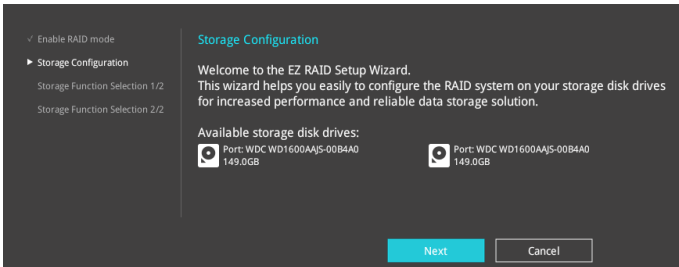 ✓ Enable RAID mode
▶ Storage Configuration
Storage Function Selection 1/2
Storage Function Selection 2/2
Storage Configuration
Welcome to the EZ RAID Setup Wizard.
This wizard helps you easily to configure the RAID system on your storage disk drives
for increased performance and reliable data storage solution.
Available storage disk drives:
Port: WDC WD1600AAJS-00B4A0
149.0GB
Port: WDC WD1600AAJS-00B4A0
149.0GB
Next
Cancel